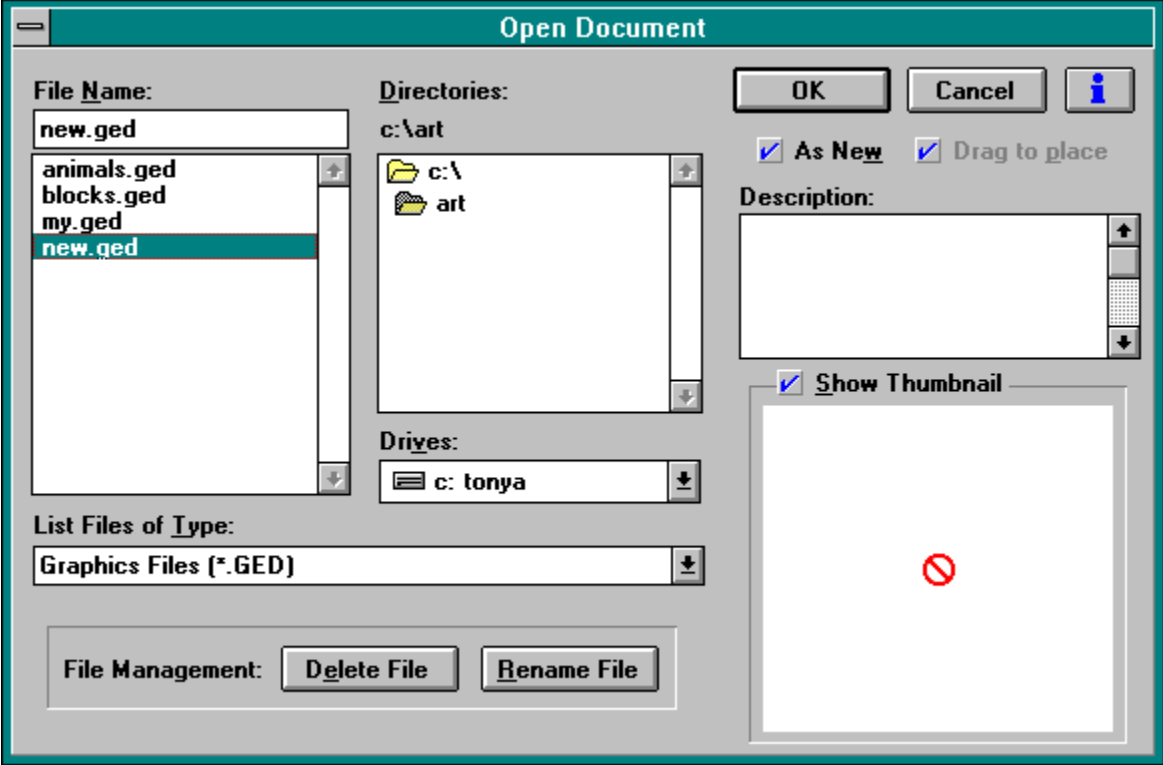 Open Document
File Name:
new.ged
animals.ged
blocks.ged
my.ged
new.ged
List Files of Type:
Graphics Files (*.GED)
Directories:
c:\art
c:\
art
Drives:
c: tonya
OK
Cancel
i
As New
Drag to place
Description:
Show Thumbnail
File Management:
Delete File
Rename File